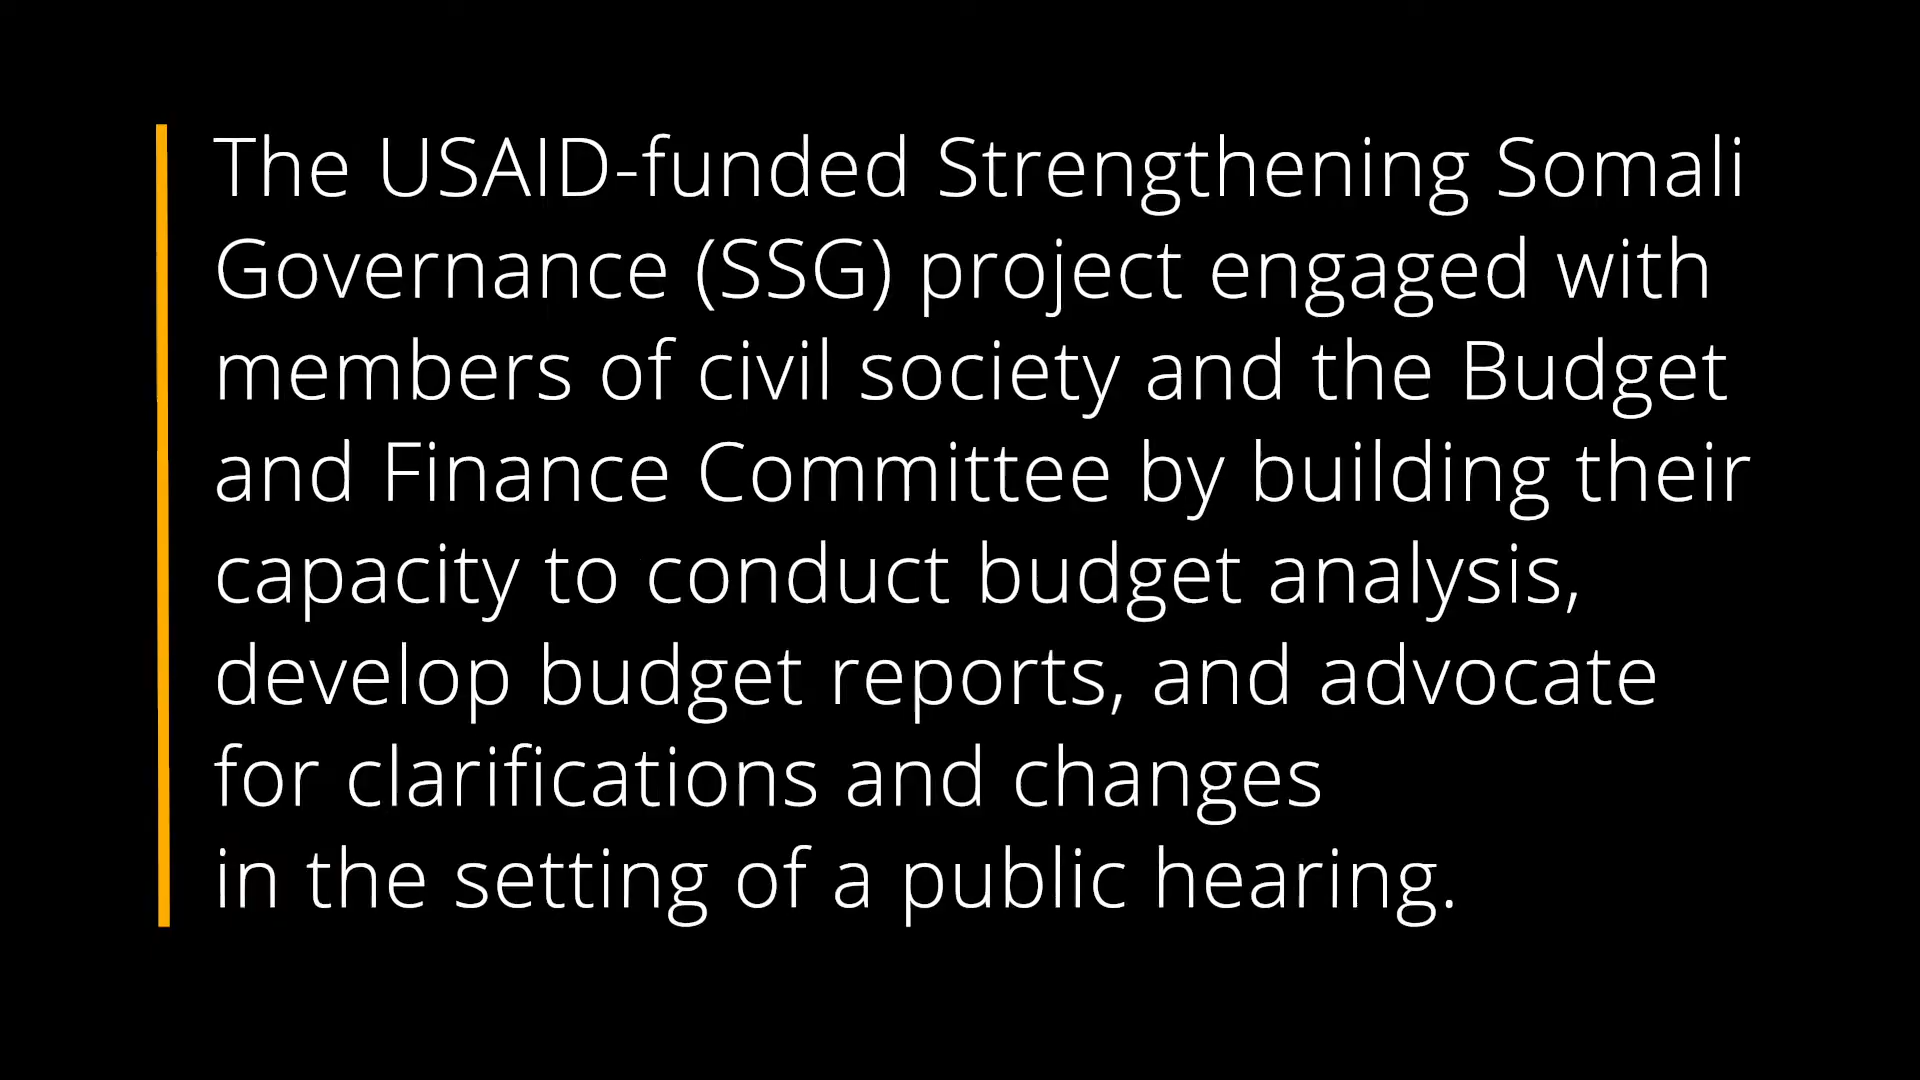 The USAID-funded Strengthening Somali
Governance (SSG) project engaged with
members of civil society and the Budget
and Finance Committee by building their
capacity to conduct budget analysis,
develop budget reports, and advocate
for clarifications and changes
in the setting of a public hearing.